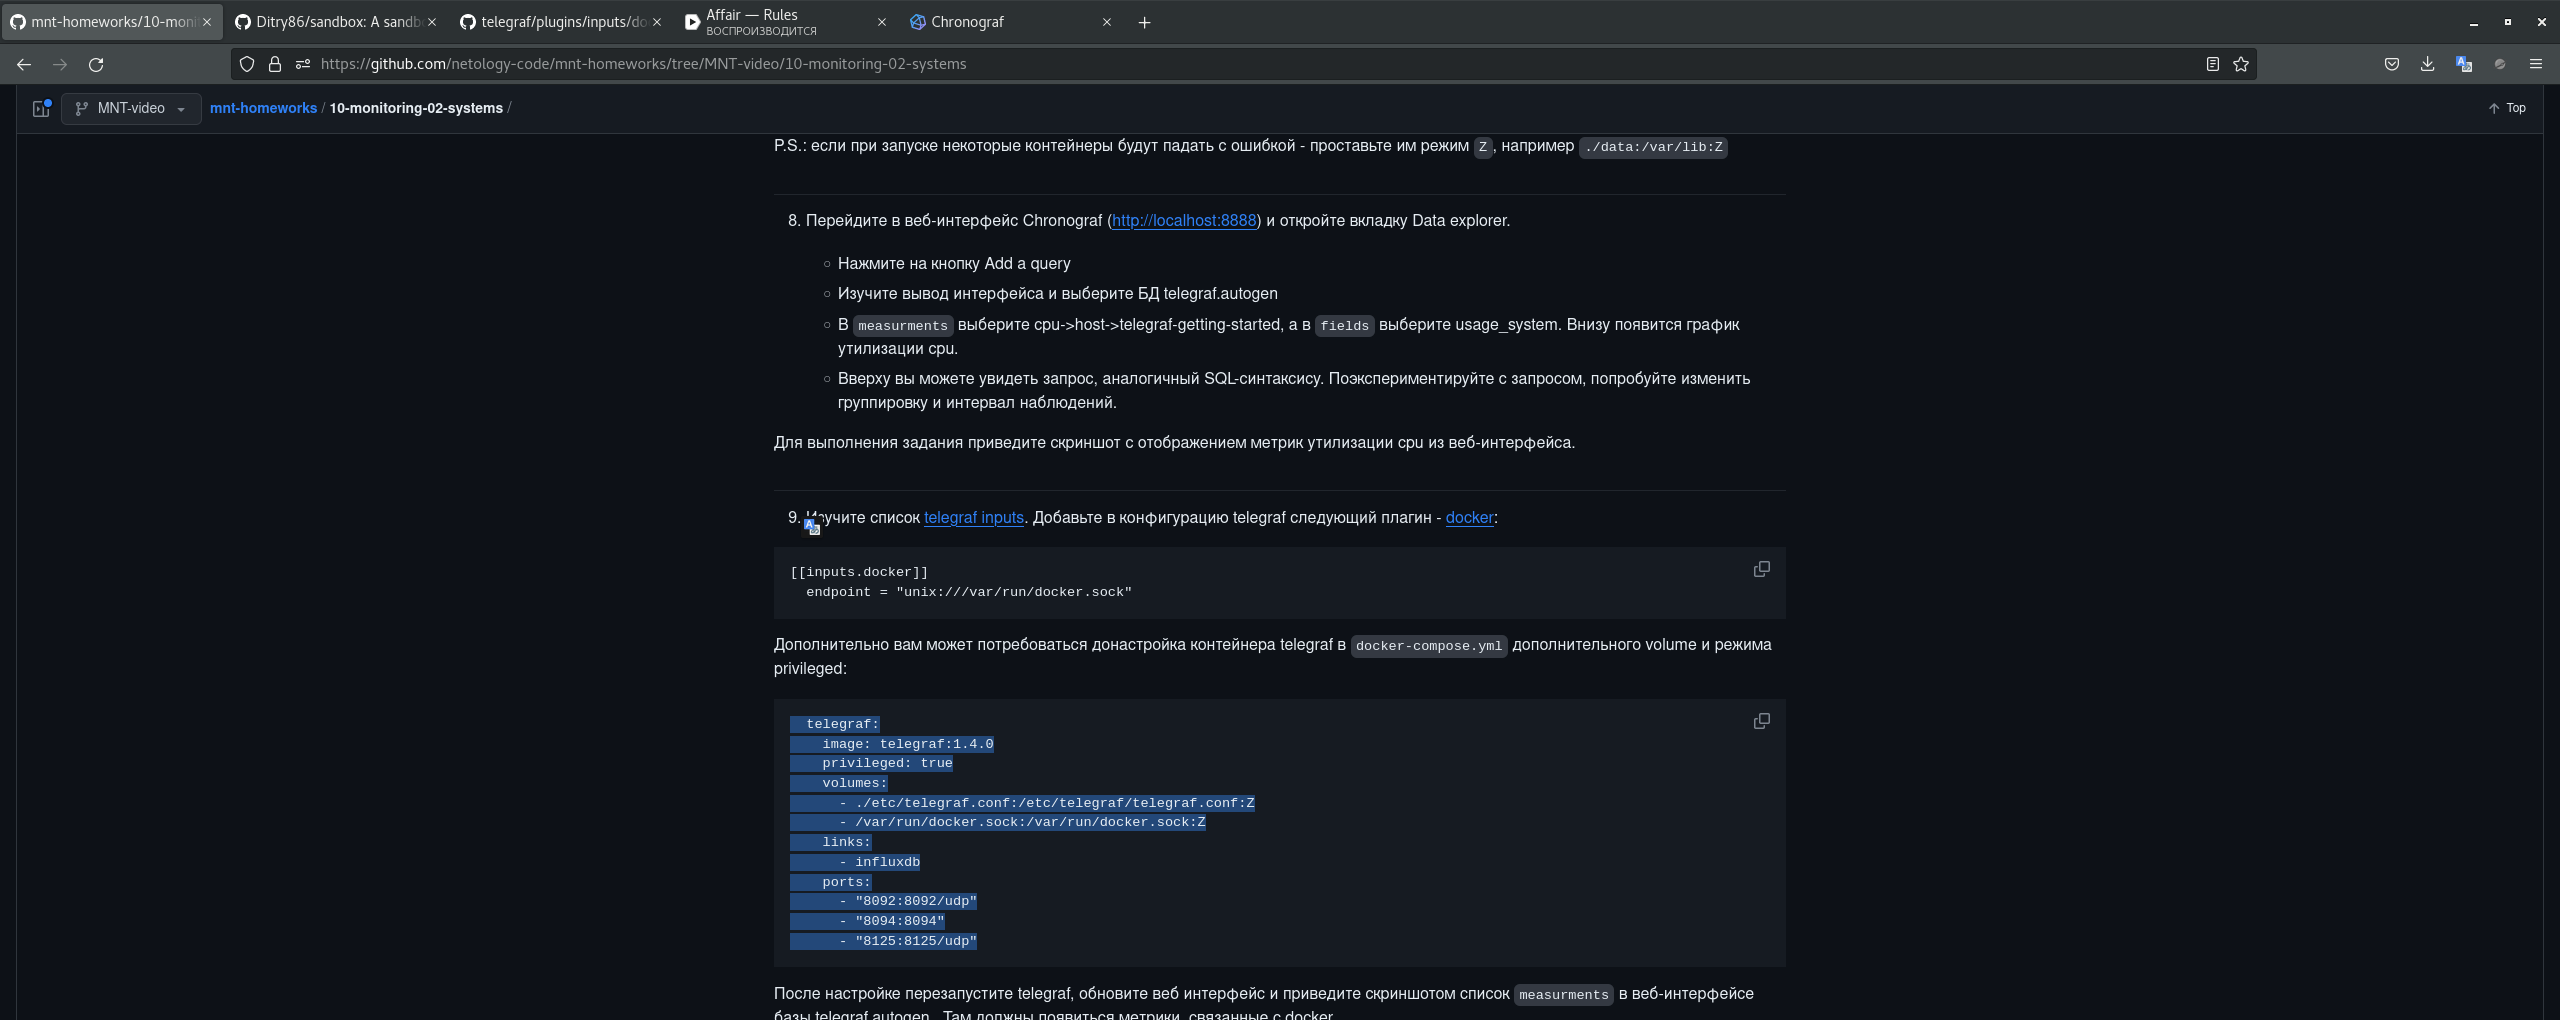 mnt-homeworks/10-moni
Ditry86/sandbox: A sandb
telegraf/plugins/inputs/do
Affair — Rules
ВОСПРОИЗВОДИТСЯ
Chronograf
https://github.com/netology-code/mnt-homeworks/tree/MNT-video/10-monitoring-02-systems
MNT-video
mnt-homeworks / 10-monitoring-02-systems /
Top
P.S.: если при запуске некоторые контейнеры будут падать с ошибкой - проставьте им режим Z, например ./data:/var/lib:Z
8. Перейдите в веб-интерфейс Chronograf (http://localhost:8888) и откройте вкладку Data explorer.
○ Нажмите на кнопку Add a query
○ Изучите вывод интерфейса и выберите БД telegraf.autogen
○ В measurments выберите cpu->host->telegraf-getting-started, а в fields выберите usage_system. Внизу появится график
утилизации cpu.
○ Вверху вы можете увидеть запрос, аналогичный SQL-синтаксису. Поэкспериментируйте с запросом, попробуйте изменить
группировку и интервал наблюдений.
Для выполнения задания приведите скриншот с отображением метрик утилизации cpu из веб-интерфейса.
9. Изучите список telegraf inputs. Добавьте в конфигурацию telegraf следующий плагин - docker:
[[inputs.docker]]
endpoint = "unix:///var/run/docker.sock"
Дополнительно вам может потребоваться донастройка контейнера telegraf в docker-compose.yml дополнительного volume и режима
privileged:
telegraf:
image: telegraf:1.4.0
privileged: true
volumes:
- ./etc/telegraf.conf:/etc/telegraf/telegraf.conf:Z
- /var/run/docker.sock:/var/run/docker.sock:Z
links:
- influxdb
ports:
- "8092:8092/udp"
- "8094:8094"
- "8125:8125/udp"
После настройке перезапустите telegraf, обновите веб интерфейс и приведите скриншотом список measurments в веб-интерфейсе
базы telegraf.autogen . Там должны появиться метрики, связанные с docker.